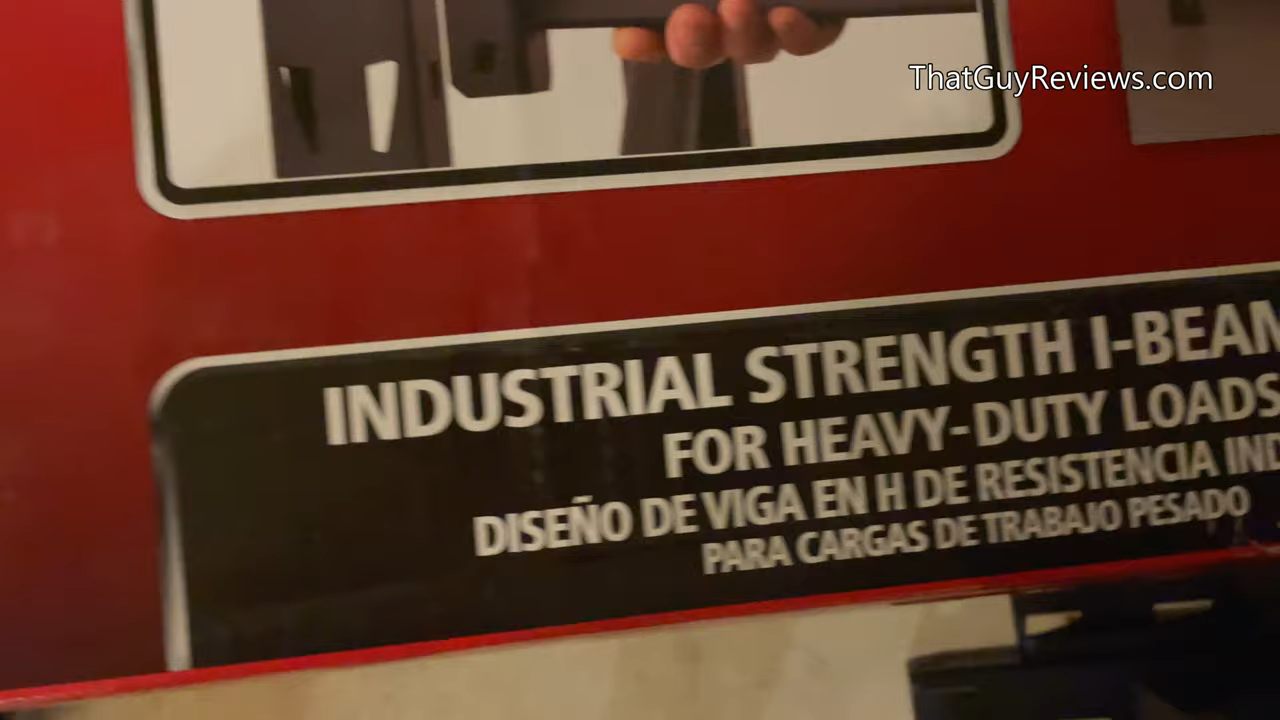 ThatGuyReviews.com
INDUSTRIAL STRENGTH I-BEAM
FOR HEAVY-DUTY LOADS
DISEÑO DE VIGA EN H DE RESISTENCIA
PARA CARGAS DE TRABAJO PESADO